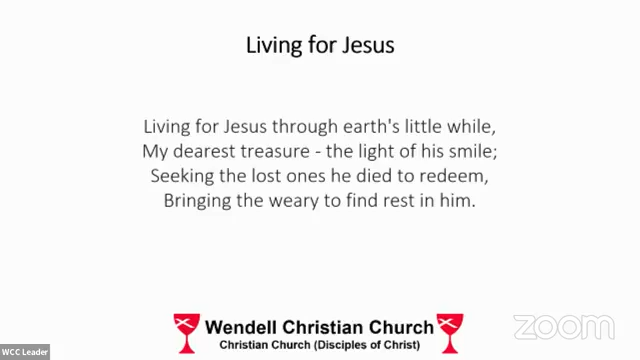 Living for Jesus
Living for Jesus through earth's little while,
My dearest treasure - the light of his smile;
Seeking the lost ones he died to redeem,
Bringing the weary to find rest in him.
Wendell Christian Church
Christian Church (Disciples of Christ)
zoom
WCC Leader